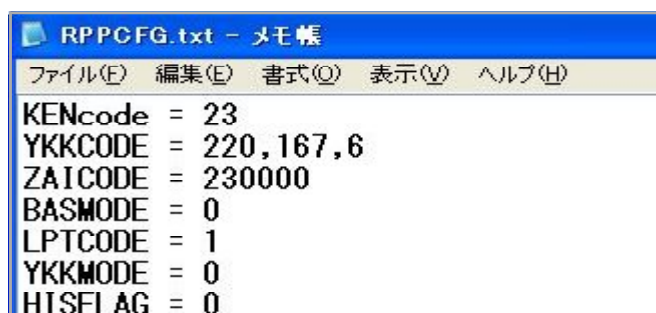 RPPCFG.txt - メモ帳
ファイル(F) 編集(E) 書式(O) 表示(V) ヘルプ(H)
KENcode = 23
YKKCODE = 220,167,6
ZAICODE = 230000
BASMODE = 0
LPTCODE = 1
YKKMODE = 0
HISFLAG = 0